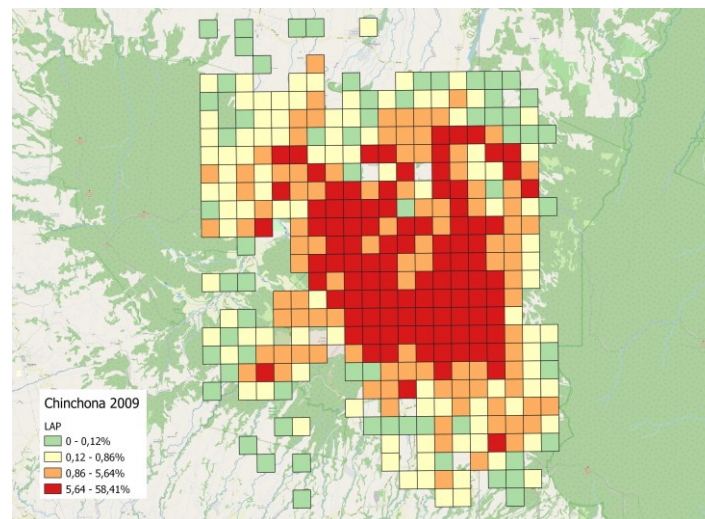 Chinchona 2009
LAP
0 - 0,12%
0,12 - 0,86%
0,86 - 5,64%
5,64 - 58,41%